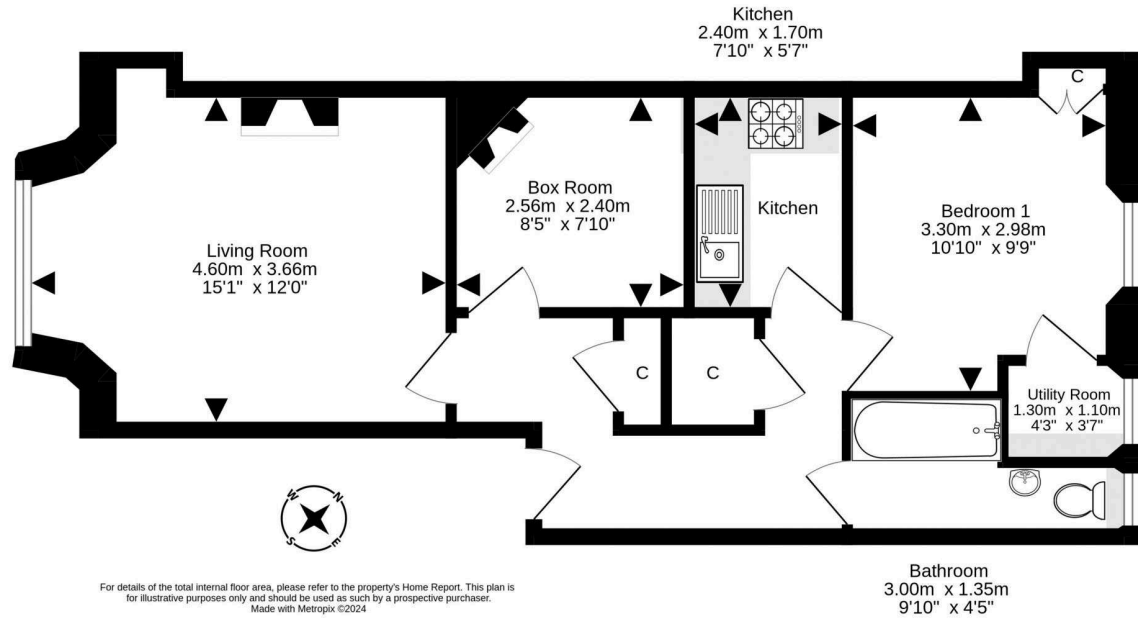 Kitchen
2.40m x 1.70m
7'10" x 5'7"
C
Living Room
4.60m x 3.66m
15'1" x 12'0"
Box Room
2.56m x 2.40m
8'5" x 7'10"
Kitchen
Bedroom 1
3.30m x 2.98m
10'10" x 9'9"
C
C
Utility Room
1.30m x 1.10m
4'3" x 3'7"
W
N
S
E
Bathroom
3.00m x 1.35m
9'10" x 4'5"
For details of the total internal floor area, please refer to the property's Home Report. This plan is
for illustrative purposes only and should be used as such by a prospective purchaser.
Made with Metropix ©2024